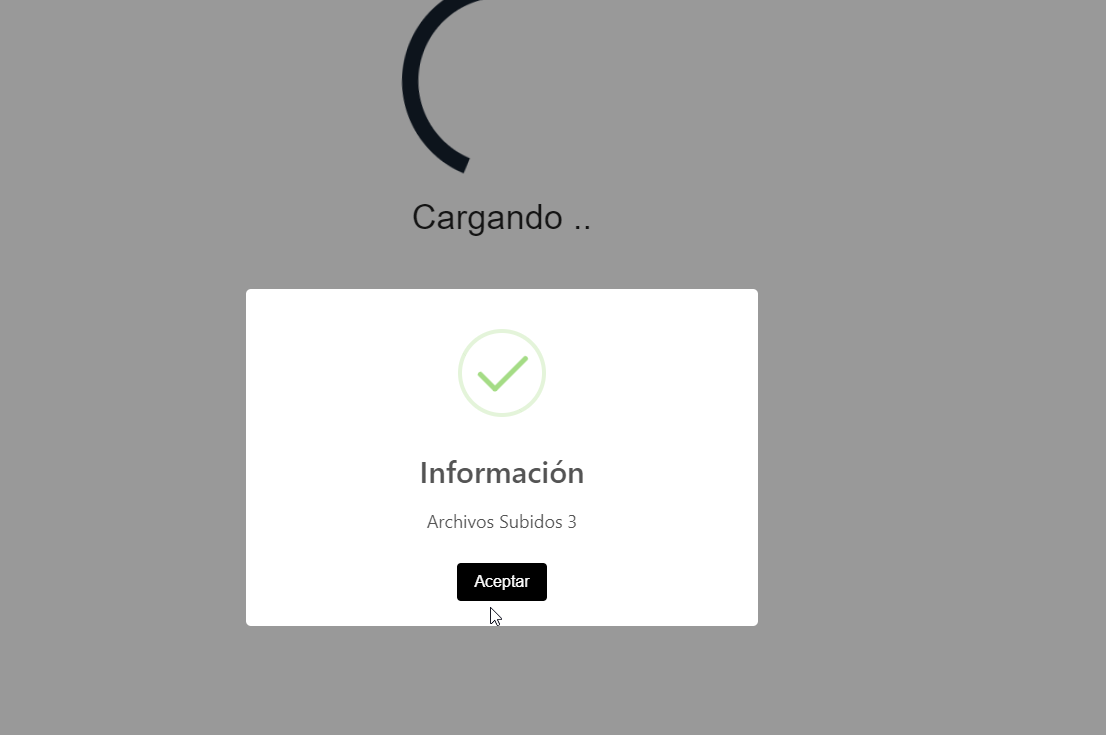 Cargando ..
Información
Archivos Subidos 3
Aceptar